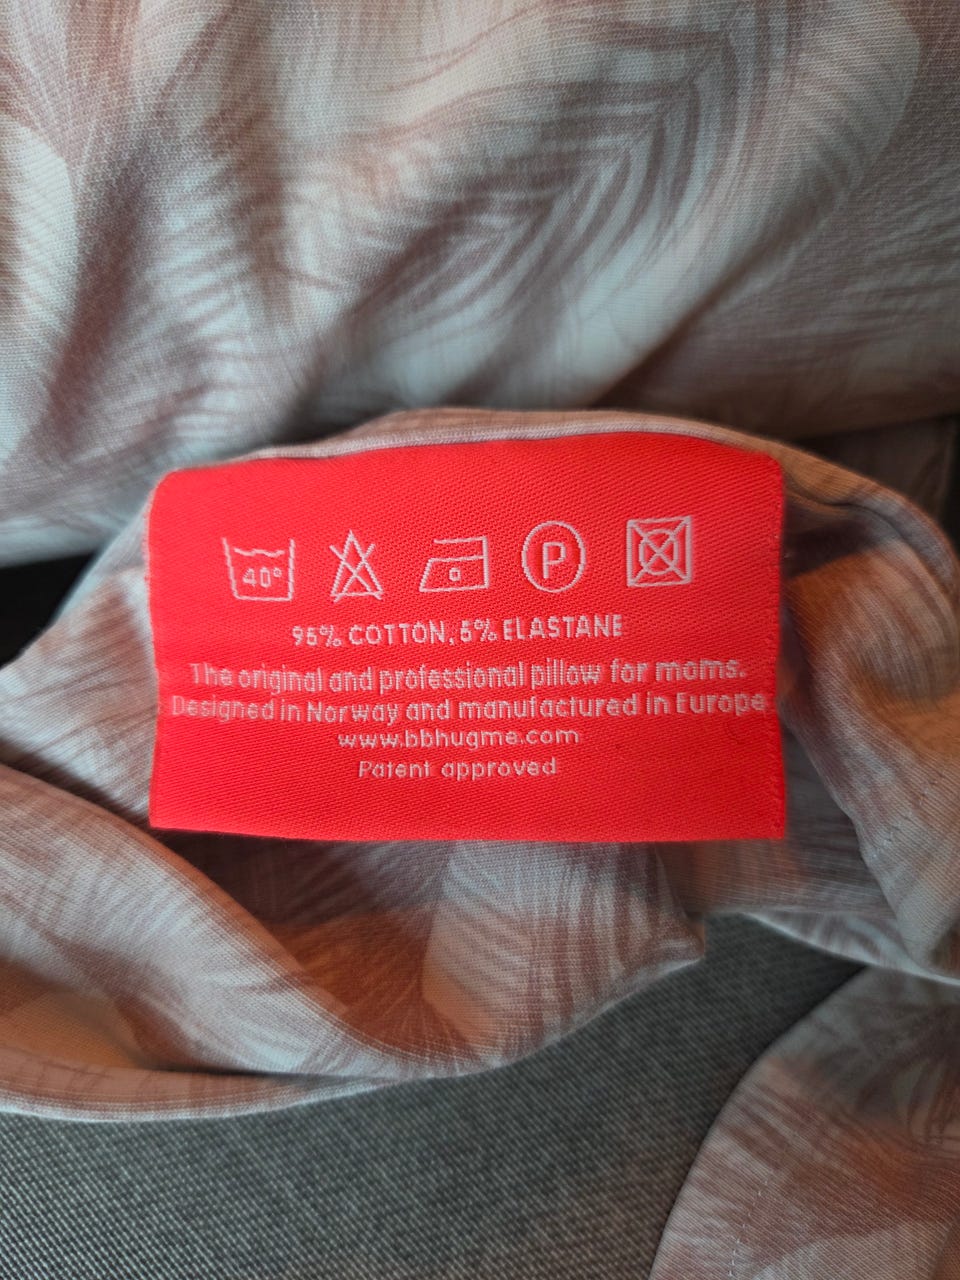 40°
P
95% COTTON, 5% ELASTANE
The original and professional pillow for moms.
Designed in Norway and manufactured in Europe
www.bbhugme.com
Patent approved